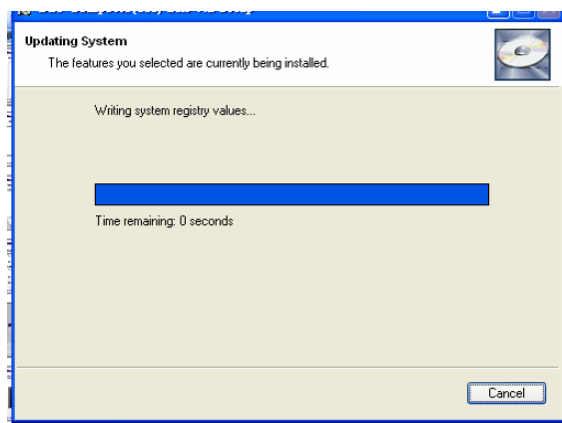 Updating System
The features you selected are currently being installed.
Writing system registry values...
Time remaining: 0 seconds
Cancel